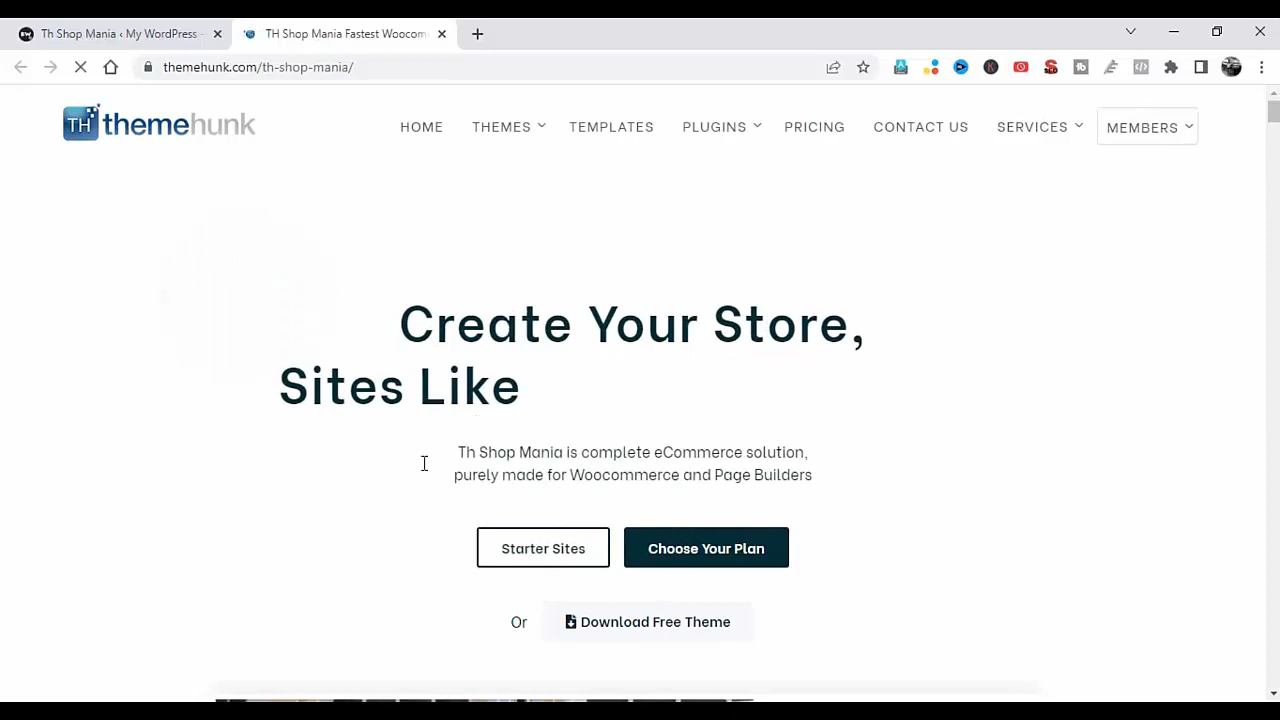 Th Shop Mania ‹ My WordPress -
TH Shop Mania Fastest Woocom
themehunk.com/th-shop-mania/
TH themehunk
HOME
THEMES
TEMPLATES
PLUGINS
PRICING
CONTACT US
SERVICES
MEMBERS
Create Your Store,
Sites Like
Th Shop Mania is complete eCommerce solution,
purely made for Woocommerce and Page Builders
Starter Sites
Choose Your Plan
Or
Download Free Theme